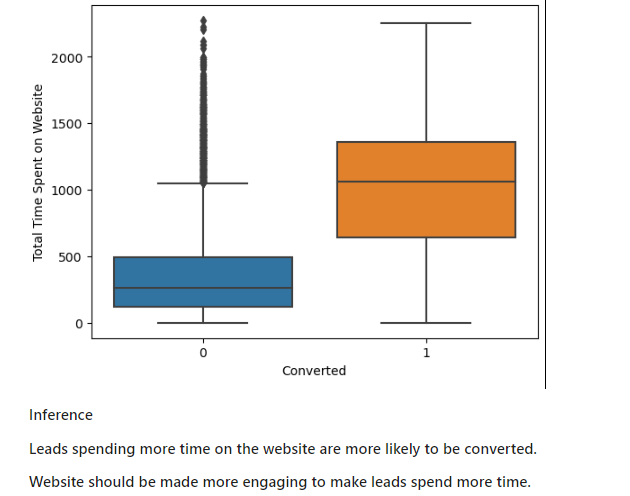 2000
1500
1000
500
0
Total Time Spent on Website
0 1
Converted
Inference
Leads spending more time on the website are more likely to be converted.
Website should be made more engaging to make leads spend more time.